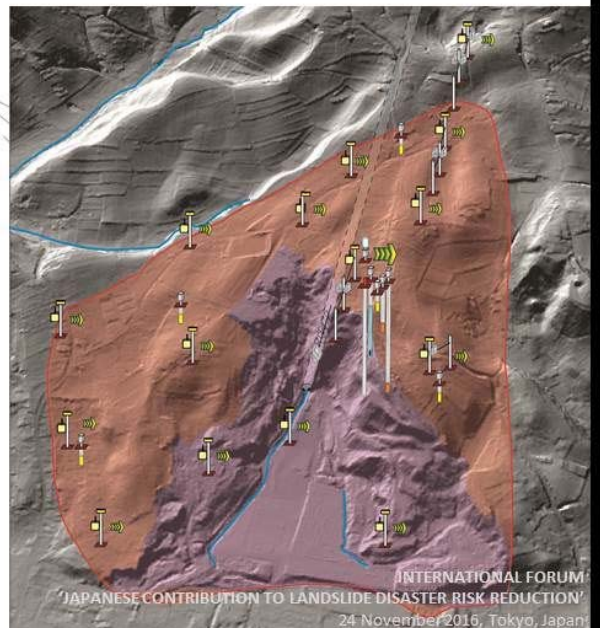 INTERNATIONAL FORUM
'JAPANESE CONTRIBUTION TO LANDSLIDE DISASTER RISK REDUCTION'
24 November 2016, Tokyo, Japan